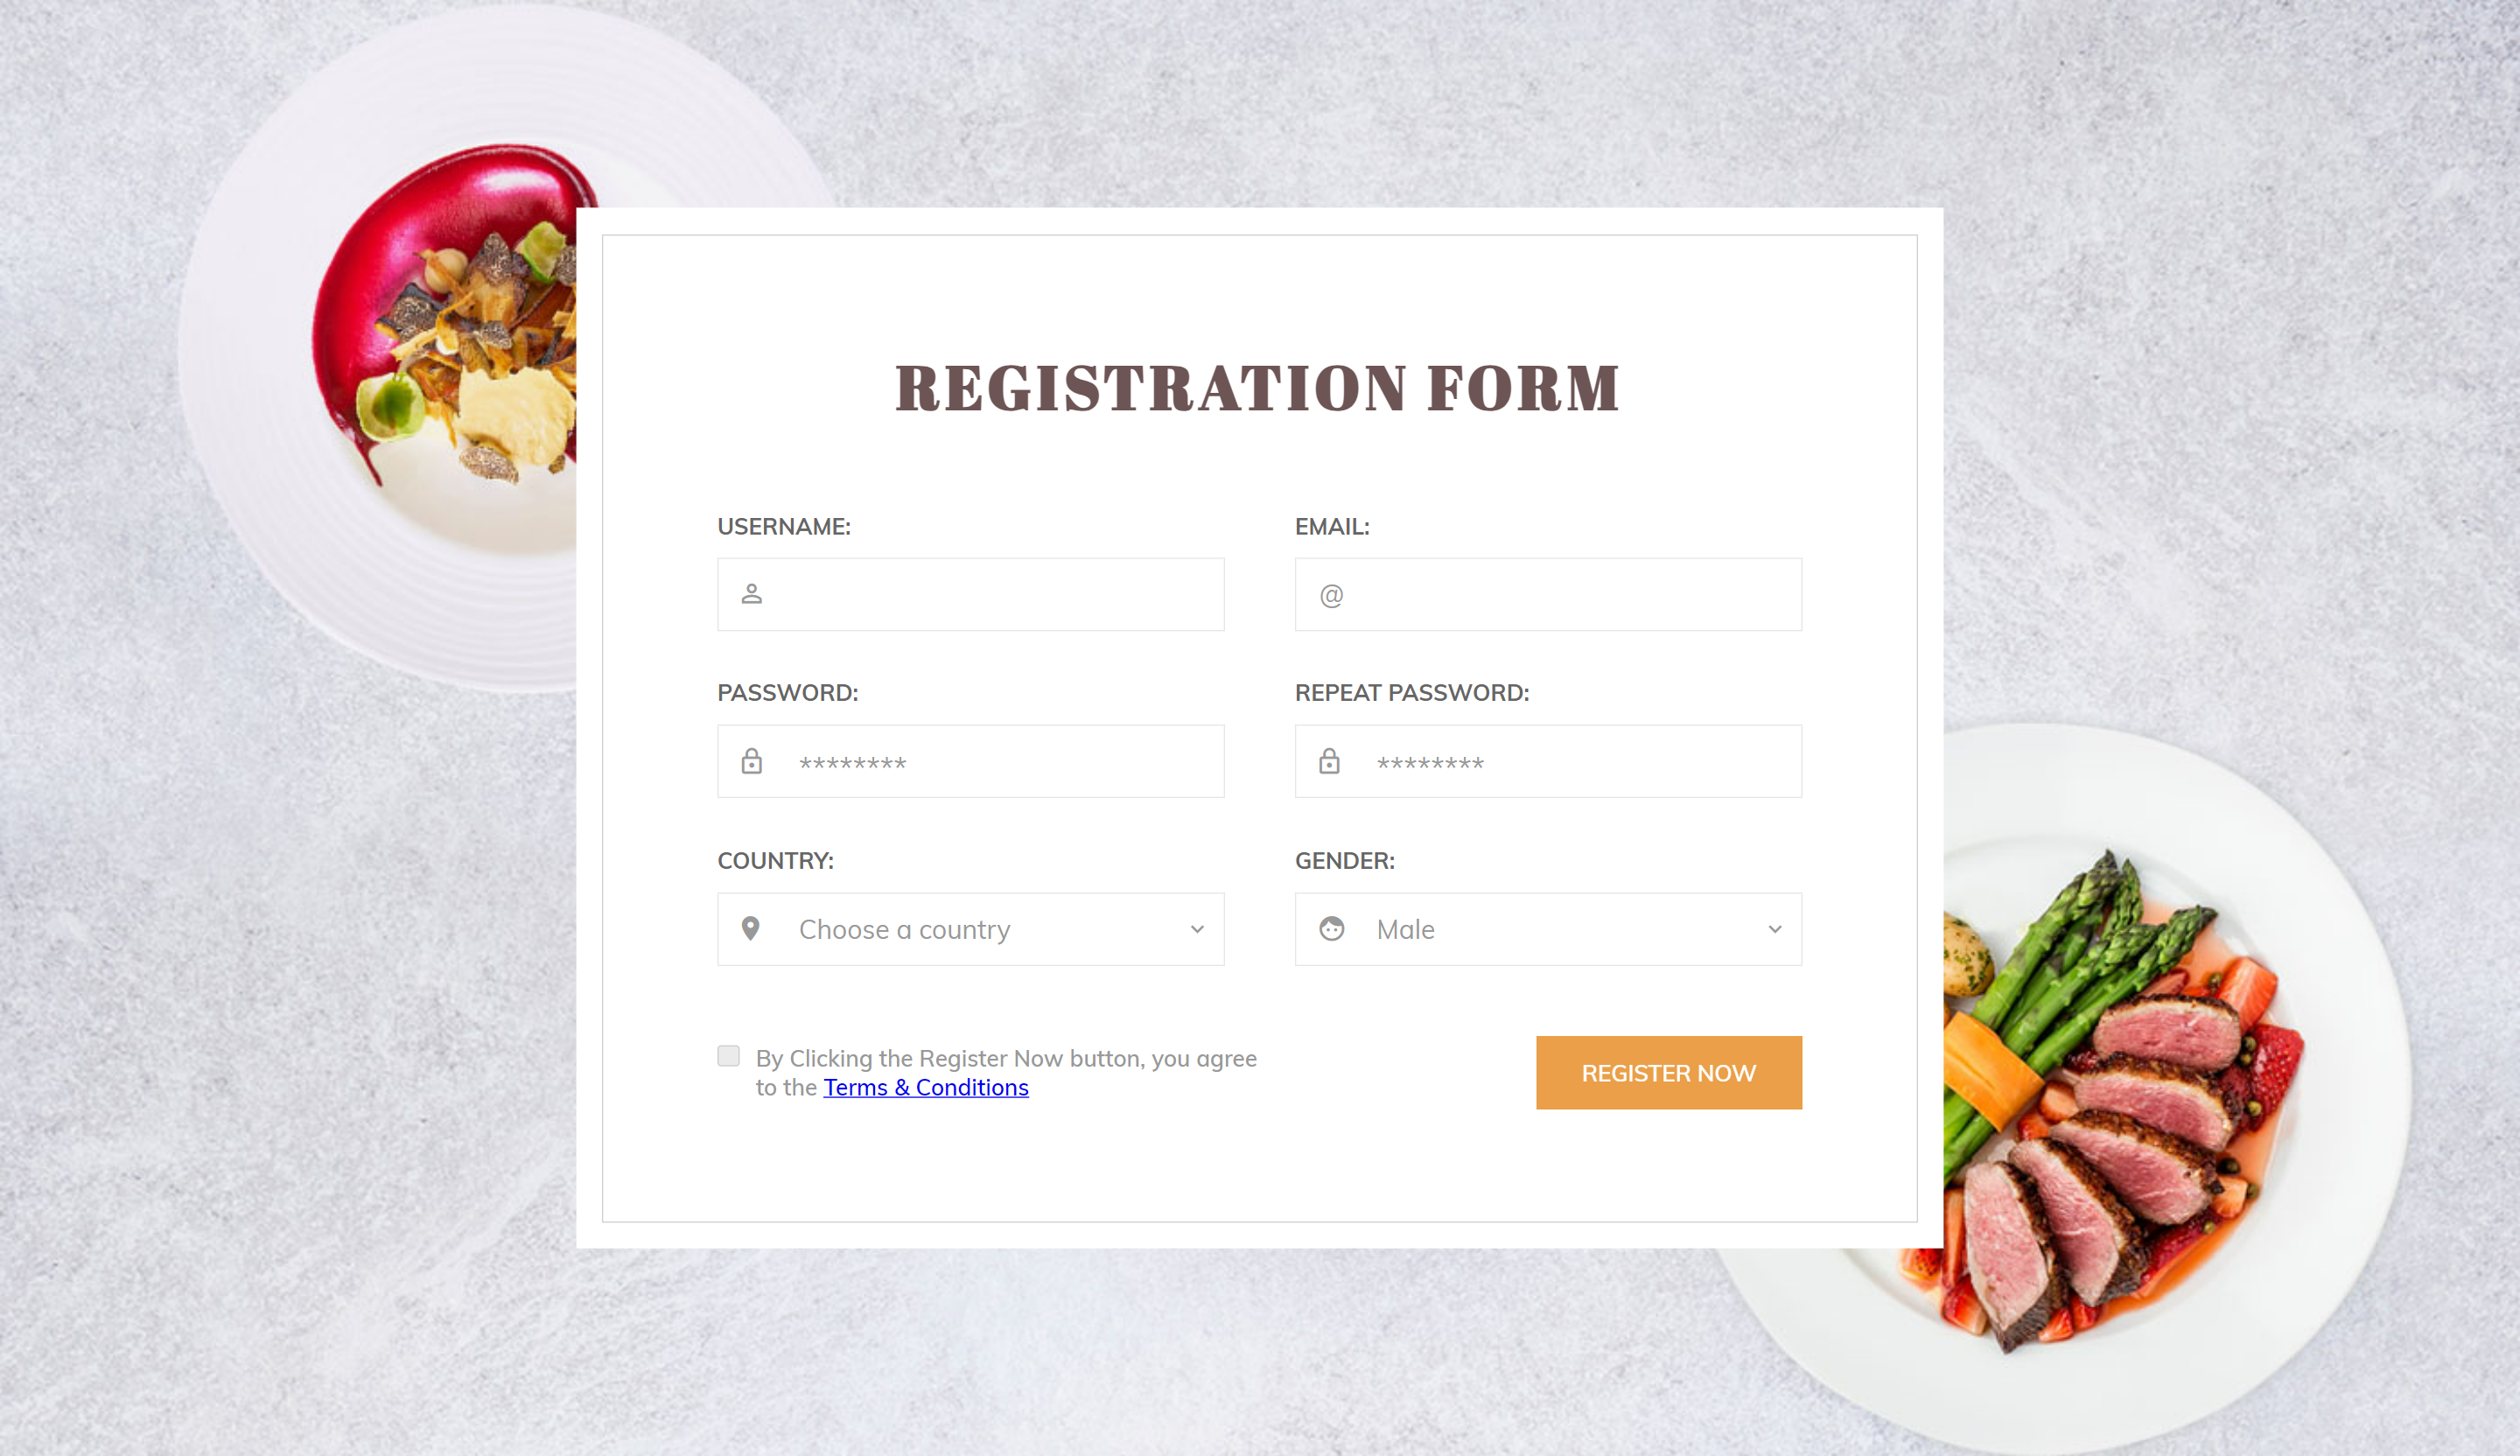 REGISTRATION FORM
USERNAME:
EMAIL:
@
PASSWORD:
REPEAT PASSWORD:
********
********
COUNTRY:
GENDER:
Choose a country
Male
By Clicking the Register Now button, you agree
to the Terms & Conditions
REGISTER NOW